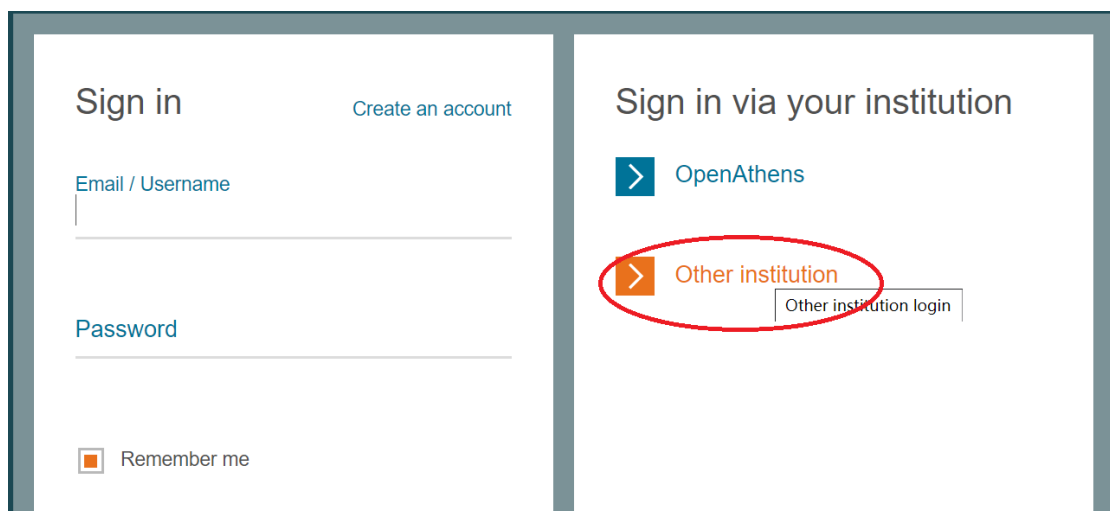 Sign in
Create an account
Email / Username
Password
Remember me
Sign in via your institution
OpenAthens
Other institution
Other institution login